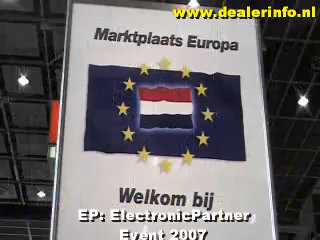 www.dealerinfo.nl
Marktplaats Europa
Welkom bij
EP: ElectronicPartner
Event 2007